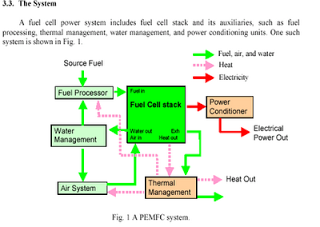 3.3. The System
A fuel cell power system includes fuel cell stack and its auxiliaries, such as fuel
processing, thermal management, water management, and power conditioning units. One such
system is shown in Fig. 1.
Fuel, air, and water
Source Fuel
Heat
Electricity
Fuel Processor
Fuel in
Fuel Cell stack
Power
Conditioner
Water
Management
Water out
Exh
Air in
Heat out
Electrical
Power Out
Air System
Thermal
Management
Heat Out
Fig. 1 A PEMFC system